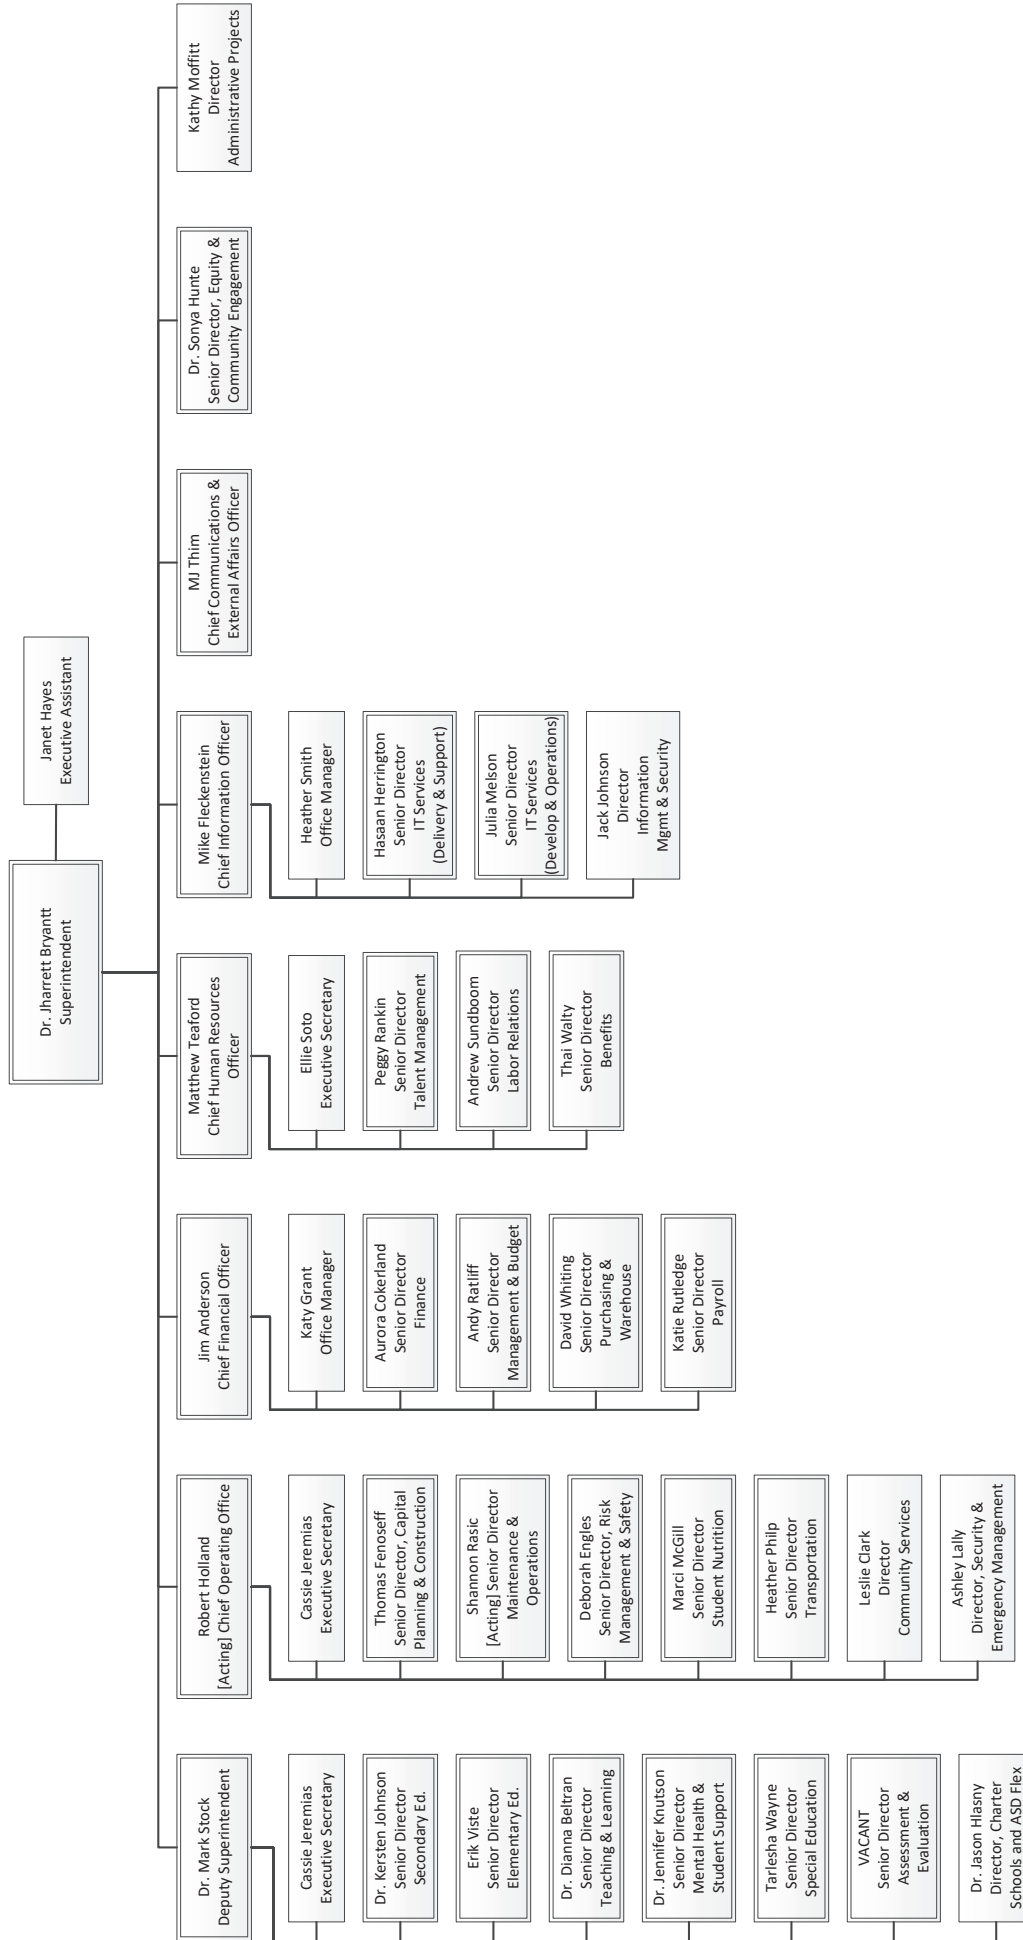 Dr. Jharrett Bryantt
Superintendent
Janet Hayes
Executive Assistant
Dr. Mark Stock
Deputy Superintendent
Cassie Jeremias
Executive Secretary
Dr. Kersten Johnson
Senior Director
Secondary Ed.
Erik Viste
Senior Director
Elementary Ed.
Dr. Dianna Beltran
Senior Director
Teaching & Learning
Dr. Jennifer Knutson
Senior Director
Mental Health &
Student Support
Tarlesha Wayne
Senior Director
Special Education
VACANT
Senior Director
Assessment &
Evaluation
Dr. Jason Hlasny
Director, Charter
Schools and ASD Flex
Robert Holland
[Acting] Chief Operating Office
Cassie Jeremias
Executive Secretary
Thomas Fenoseff
Senior Director, Capital
Planning & Construction
Shannon Rasic
[Acting] Senior Director
Maintenance &
Operations
Deborah Engles
Senior Director, Risk
Management & Safety
Marci McGill
Senior Director
Student Nutrition
Heather Philp
Senior Director
Transportation
Leslie Clark
Director
Community Services
Ashley Lally
Director, Security &
Emergency Management
Jim Anderson
Chief Financial Officer
Katy Grant
Office Manager
Aurora Cokerland
Senior Director
Finance
Andy Ratliff
Senior Director
Management & Budget
David Whiting
Senior Director
Purchasing &
Warehouse
Katie Rutledge
Senior Director
Payroll
Matthew Teaford
Chief Human Resources
Officer
Ellie Soto
Executive Secretary
Peggy Rankin
Senior Director
Talent Management
Andrew Sundboom
Senior Director
Labor Relations
Thai Walty
Senior Director
Benefits
Mike Fleckenstein
Chief Information Officer
Heather Smith
Office Manager
Hasaan Herrington
Senior Director
IT Services
(Delivery & Support)
Julia Melson
Senior Director
IT Services
(Develop & Operations)
Jack Johnson
Director
Information
Mgmt & Security
MJ Thim
Chief Communications &
External Affairs Officer
Dr. Sonya Hunte
Senior Director, Equity &
Community Engagement
Kathy Moffitt
Director
Administrative Projects